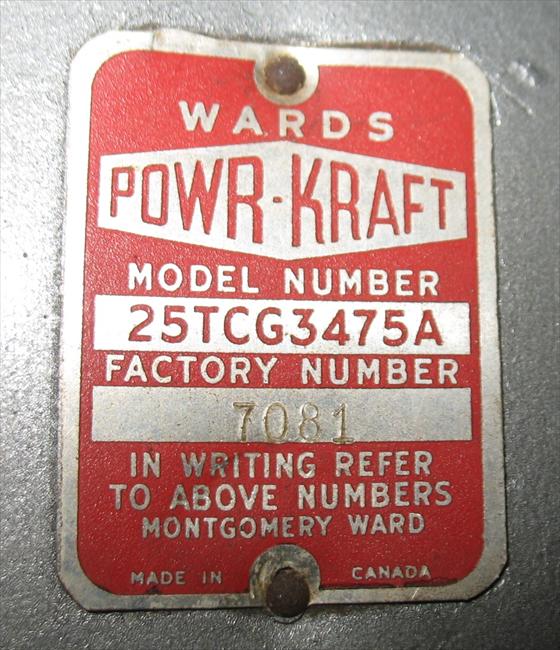 WARDS
POWR-KRAFT
MODEL NUMBER
25TCG3475A
FACTORY NUMBER
7081
IN WRITING REFER
TO ABOVE NUMBERS
MONTGOMERY WARD
MADE IN CANADA